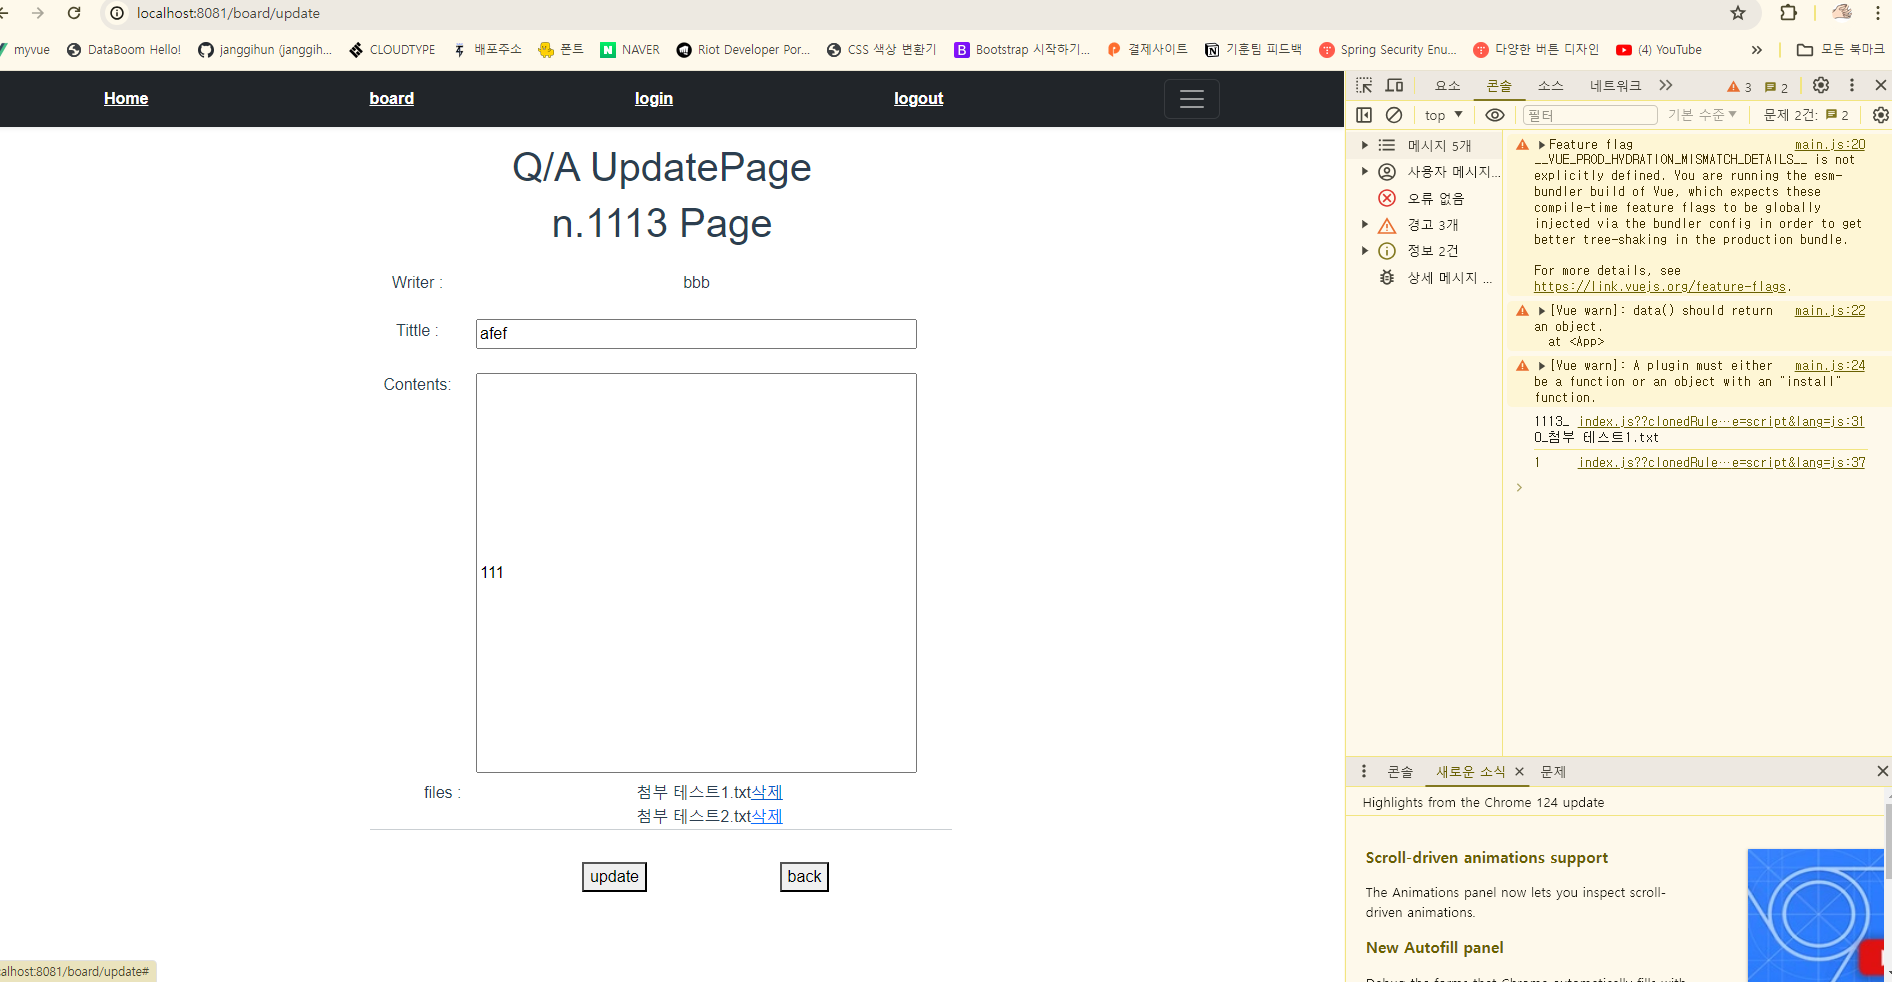 localhost:8081/board/update
myvue DataBoom Hello! janggihun (janggih... CLOUDTYPE 배포주소 폰트 NAVER Riot Developer Por... CSS 색상 변환기 Bootstrap 시작하기... 결제사이트 기훈팀 피드백 Spring Security Enu... 다양한 버튼 디자인 (4) YouTube » 모든 북마크
Home board login logout
Q/A UpdatePage
n.1113 Page
Writer : bbb
Tittle : afef
Contents:
111
files : 첨부 테스트1.txt삭제
첨부 테스트2.txt삭제
update back
alhost:8081/board/update#
요소 콘솔 소스 네트워크 3 2
top 필터 기본 수준 문제 2건: 2
메시지 5개
사용자 메시지...
오류 없음
경고 3개
정보 2건
상세 메시지 ...
Feature flag main.js:20
__VUE_PROD_HYDRATION_MISMATCH_DETAILS__ is not
explicitly defined. You are running the esm-
bundler build of Vue, which expects these
compile-time feature flags to be globally
injected via the bundler config in order to get
better tree-shaking in the production bundle.
For more details, see
https://link.vuejs.org/feature-flags.
[Vue warn]: data() should return main.js:22
an object.
at <App>
[Vue warn]: A plugin must either main.js:24
be a function or an object with an "install"
function.
1113_ index.js??clonedRule…e=script&lang=js:31
0_첨부 테스트1.txt
1 index.js??clonedRule…e=script&lang=js:37
콘솔 새로운 소식 문제
Highlights from the Chrome 124 update
Scroll-driven animations support
The Animations panel now lets you inspect scroll-
driven animations.
New Autofill panel
Debug the forms that Chrome automatically fills with